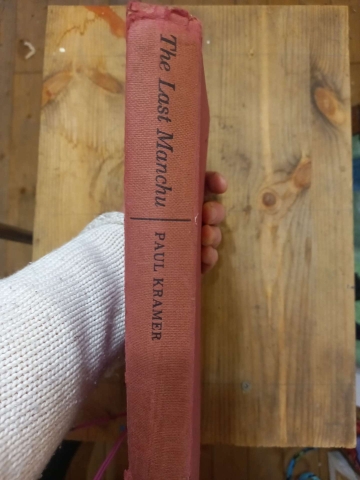 The Last Manchu
PAUL KRAMER